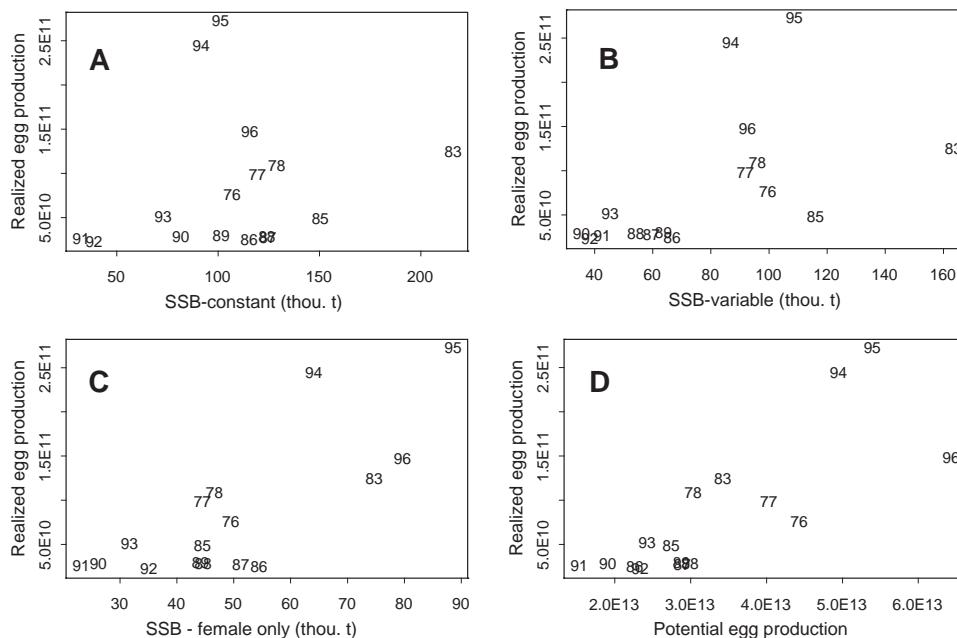 A
Realized egg production
2.5E11
1.5E11
5.0E10
95
94
96
83
78
77
76
93
85
91
92
90
86
50
100
150
200
SSB-constant (thou. t)
B
Realized egg production
2.5E11
1.5E11
5.0E10
95
94
96
83
78
77
76
93
85
90
92
91
88
87
89
86
40
60
80
100
120
140
160
SSB-variable (thou. t)
C
Realized egg production
2.5E11
1.5E11
5.0E10
95
94
96
83
78
77
76
93
85
91
90
92
87
86
30
40
50
60
70
80
90
SSB - female only (thou. t)
D
Realized egg production
2.5E11
1.5E11
5.0E10
95
94
96
83
78
77
76
93
85
91
90
92
2.0E13
3.0E13
4.0E13
5.0E13
6.0E13
Potential egg production